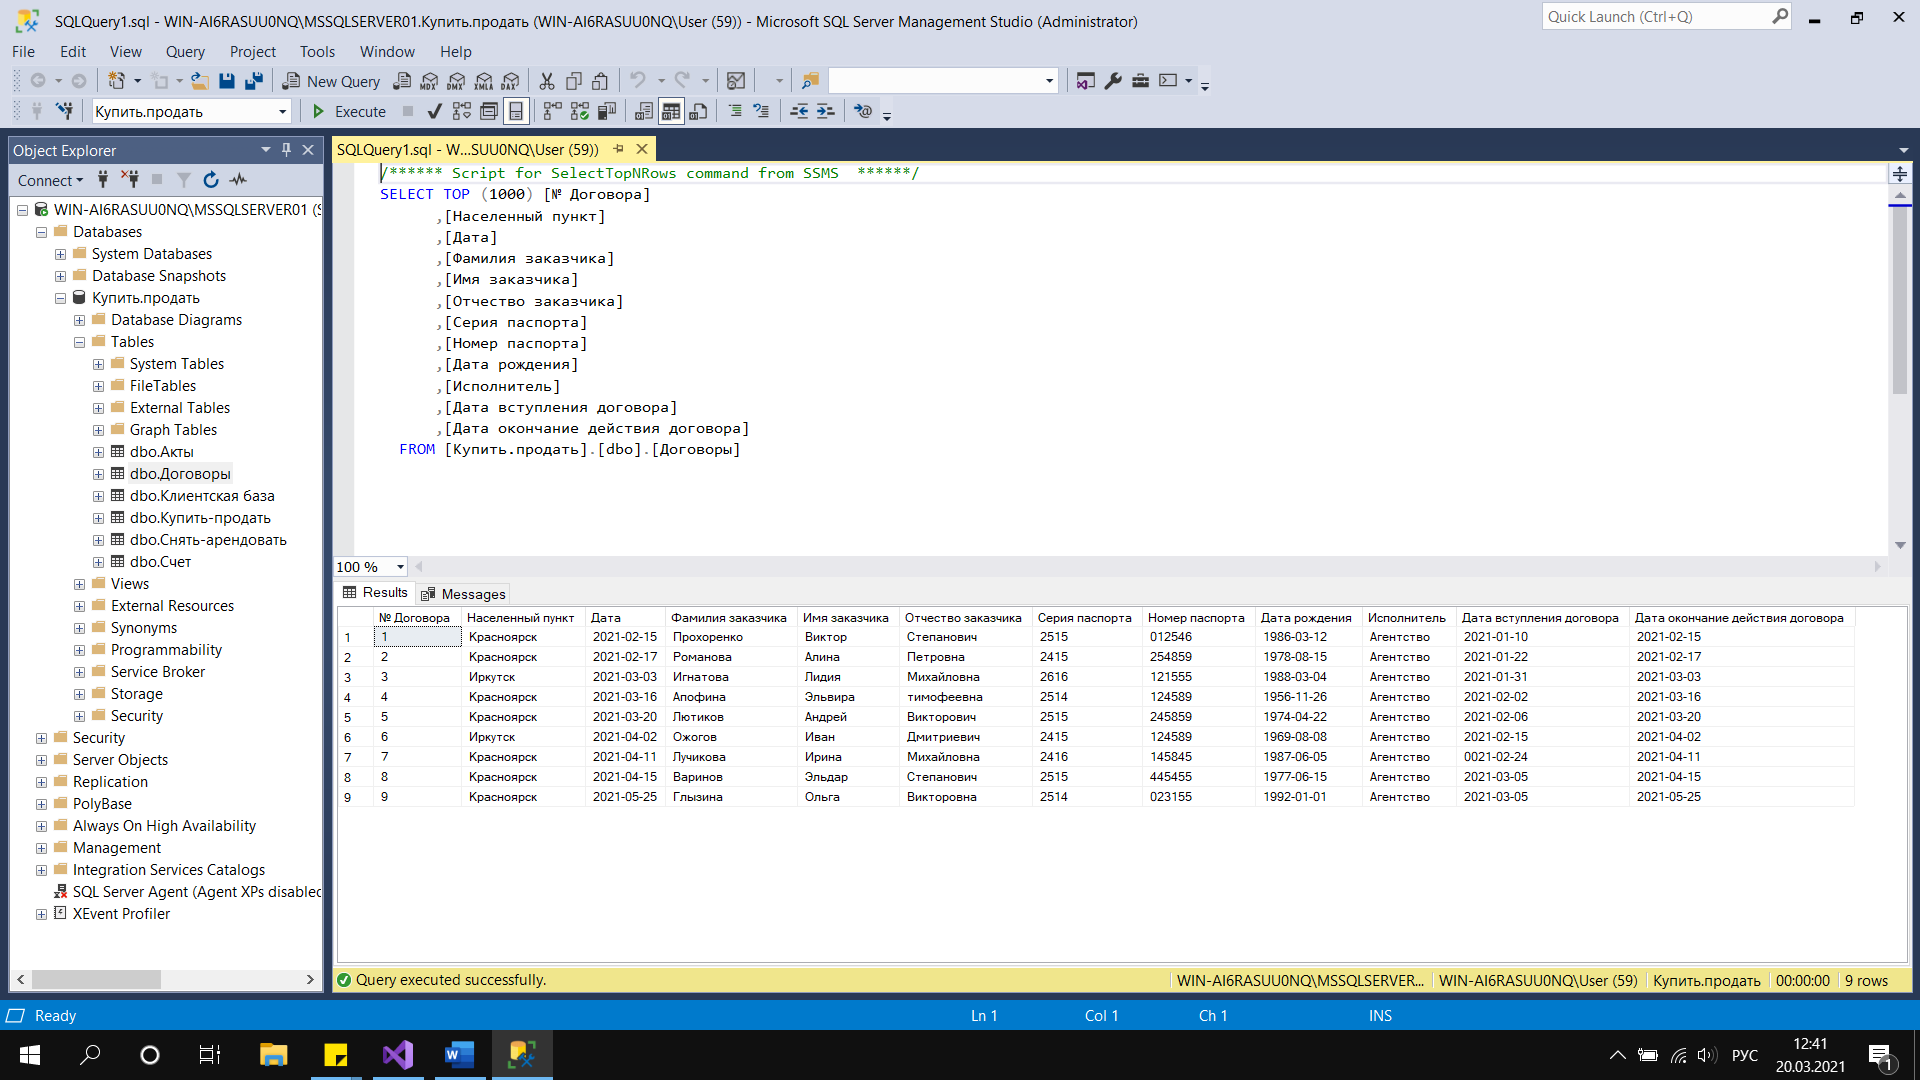 SQLQuery1.sql - WIN-AI6RASUU0NQ\MSSQLSERVER01.Купить.продать (WIN-AI6RASUU0NQ\User (59)) - Microsoft SQL Server Management Studio (Administrator)
Quick Launch (Ctrl+Q)
File Edit View Query Project Tools Window Help
New Query MDX DMX XMLA DAX
Купить.продать Execute
Object Explorer
Connect
WIN-AI6RASUU0NQ\MSSQLSERVER01 (S
Databases
System Databases
Database Snapshots
Купить.продать
Database Diagrams
Tables
System Tables
FileTables
External Tables
Graph Tables
dbo.Акты
dbo.Договоры
dbo.Клиентская база
dbo.Купить-продать
dbo.Снять-арендовать
dbo.Счет
Views
External Resources
Synonyms
Programmability
Service Broker
Storage
Security
Security
Server Objects
Replication
PolyBase
Always On High Availability
Management
Integration Services Catalogs
SQL Server Agent (Agent XPs disabled
XEvent Profiler
SQLQuery1.sql - W...SUU0NQ\User (59))
/****** Script for SelectTopNRows command from SSMS ******/
SELECT TOP (1000) [№ Договора]
,[Населенный пункт]
,[Дата]
,[Фамилия заказчика]
,[Имя заказчика]
,[Отчество заказчика]
,[Серия паспорта]
,[Номер паспорта]
,[Дата рождения]
,[Исполнитель]
,[Дата вступления договора]
,[Дата окончание действия договора]
FROM [Купить.продать].[dbo].[Договоры]
100 %
Results Messages
№ Договора Населенный пункт Дата Фамилия заказчика Имя заказчика Отчество заказчика Серия паспорта Номер паспорта Дата рождения Исполнитель Дата вступления договора Дата окончание действия договора
1 1 Красноярск 2021-02-15 Прохоренко Виктор Степанович 2515 012546 1986-03-12 Агентство 2021-01-10 2021-02-15
2 2 Красноярск 2021-02-17 Романова Алина Петровна 2415 254859 1978-08-15 Агентство 2021-01-22 2021-02-17
3 3 Иркутск 2021-03-03 Игнатова Лидия Михайловна 2616 121555 1988-03-04 Агентство 2021-01-31 2021-03-03
4 4 Красноярск 2021-03-16 Апофина Эльвира тимофеевна 2514 124589 1956-11-26 Агентство 2021-02-02 2021-03-16
5 5 Красноярск 2021-03-20 Лютиков Андрей Викторович 2515 245859 1974-04-22 Агентство 2021-02-06 2021-03-20
6 6 Иркутск 2021-04-02 Ожогов Иван Дмитриевич 2415 124589 1969-08-08 Агентство 2021-02-15 2021-04-02
7 7 Красноярск 2021-04-11 Лучикова Ирина Михайловна 2416 145845 1987-06-05 Агентство 0021-02-24 2021-04-11
8 8 Красноярск 2021-04-15 Варинов Эльдар Степанович 2515 445455 1977-06-15 Агентство 2021-03-05 2021-04-15
9 9 Красноярск 2021-05-25 Глызина Ольга Викторовна 2514 023155 1992-01-01 Агентство 2021-03-05 2021-05-25
Query executed successfully. WIN-AI6RASUU0NQ\MSSQLSERVER... WIN-AI6RASUU0NQ\User (59) Купить.продать 00:00:00 9 rows
Ready Ln 1 Col 1 Ch 1 INS
РУС
12:41
20.03.2021
1